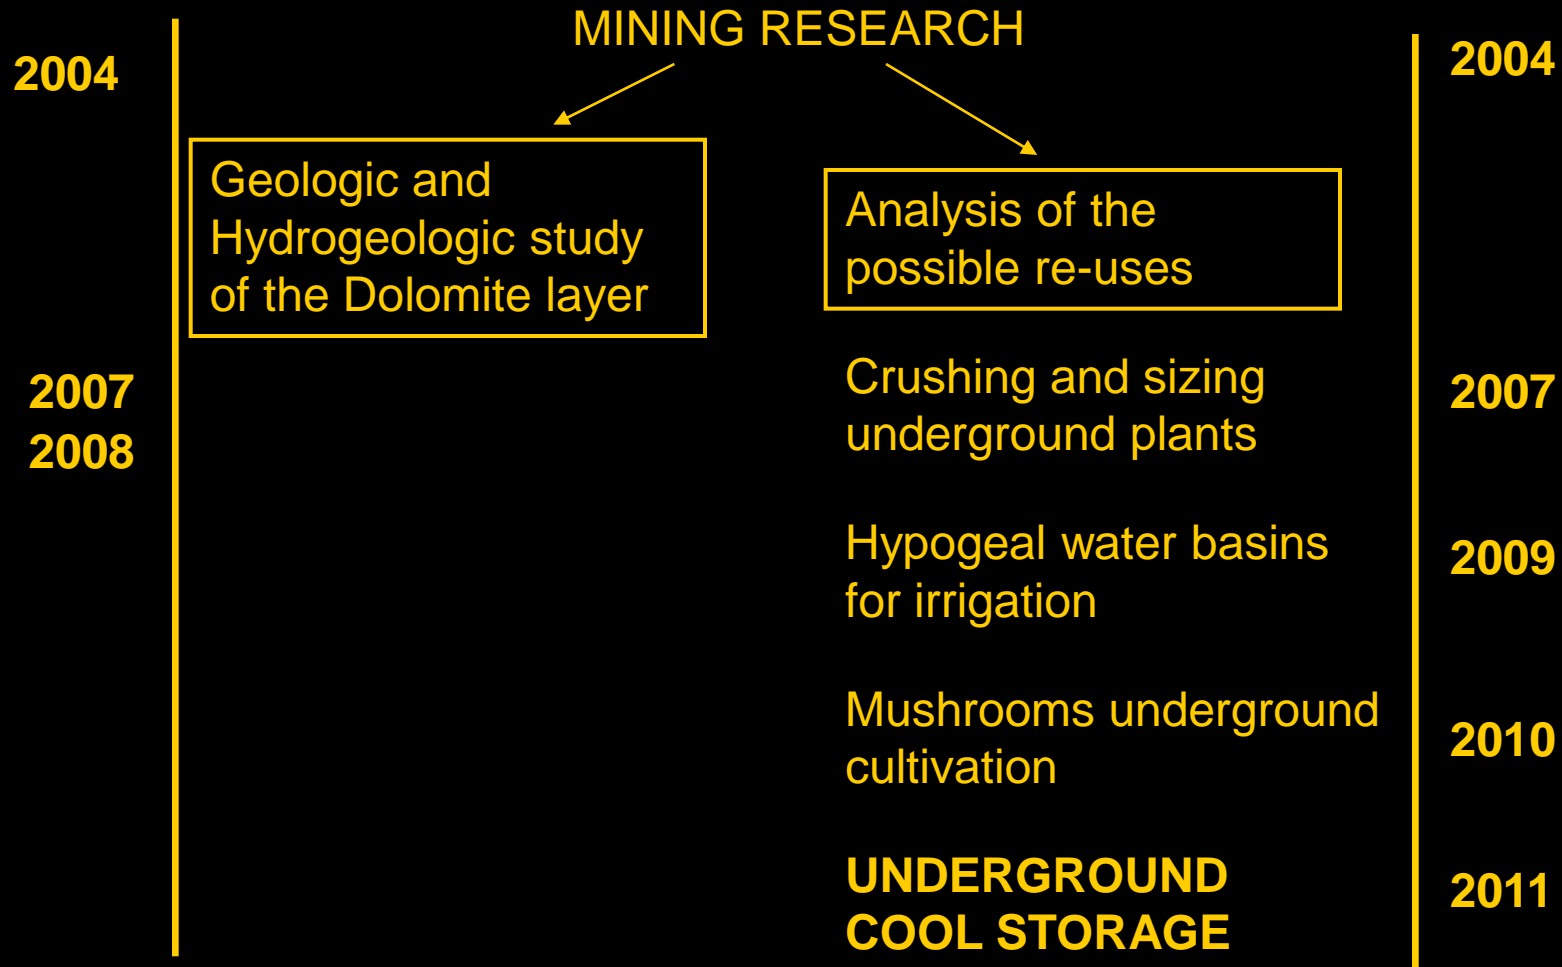 MINING RESEARCH
2004
2004
Geologic and
Hydrogeologic study
of the Dolomite layer
Analysis of the
possible re-uses
2007
2008
Crushing and sizing
underground plants
2007
Hypogeal water basins
for irrigation
2009
Mushrooms underground
cultivation
2010
UNDERGROUND
COOL STORAGE
2011